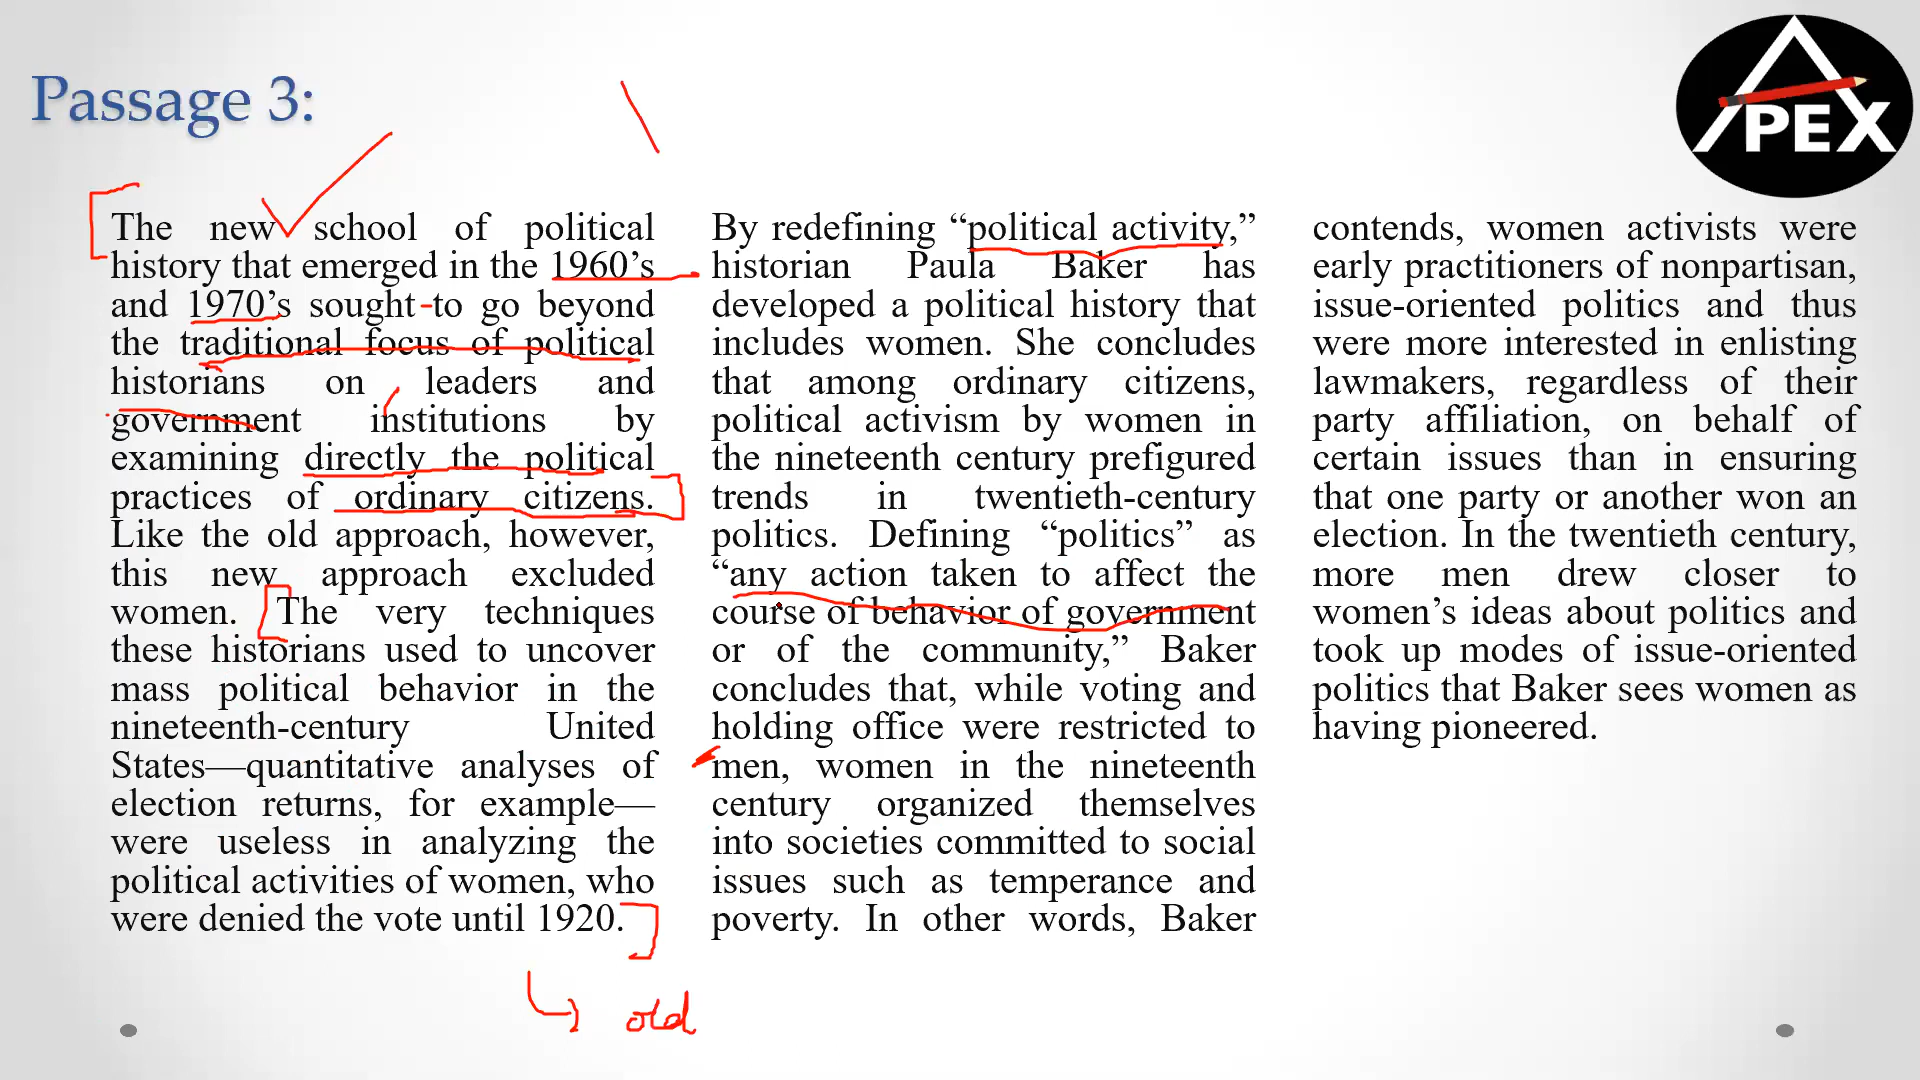 Passage 3:
APEX
The new school of political
history that emerged in the 1960's
and 1970's sought to go beyond
the traditional focus of political
historians on leaders and
government institutions by
examining directly the political
practices of ordinary citizens.
Like the old approach, however,
this new approach excluded
women. The very techniques
these historians used to uncover
mass political behavior in the
nineteenth-century United
States—quantitative analyses of
election returns, for example—
were useless in analyzing the
political activities of women, who
were denied the vote until 1920.
old
By redefining “political activity,”
historian Paula Baker has
developed a political history that
includes women. She concludes
that among ordinary citizens,
political activism by women in
the nineteenth century prefigured
trends in twentieth-century
politics. Defining “politics” as
“any action taken to affect the
course of behavior of government
or of the community,” Baker
concludes that, while voting and
holding office were restricted to
men, women in the nineteenth
century organized themselves
into societies committed to social
issues such as temperance and
poverty. In other words, Baker
contends, women activists were
early practitioners of nonpartisan,
issue-oriented politics and thus
were more interested in enlisting
lawmakers, regardless of their
party affiliation, on behalf of
certain issues than in ensuring
that one party or another won an
election. In the twentieth century,
more men drew closer to
women's ideas about politics and
took up modes of issue-oriented
politics that Baker sees women as
having pioneered.